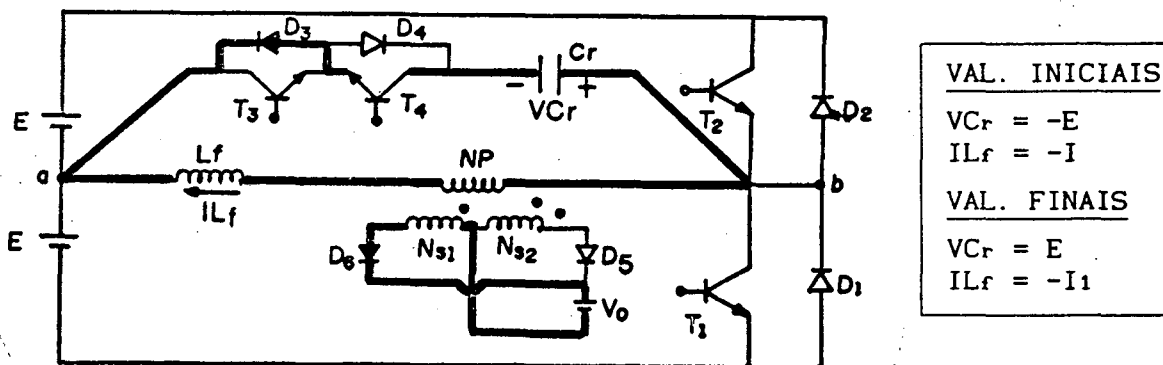 D3
D4
Cr
-
+
VCr
T3
T4
T2
D2
E
a
Lf
NP
b
ILf
E
D6
Ns1
Ns2
D5
Vo
T1
D1
VAL. INICIAIS
VCr = -E
ILf = -I
VAL. FINAIS
VCr = E
ILf = -I1